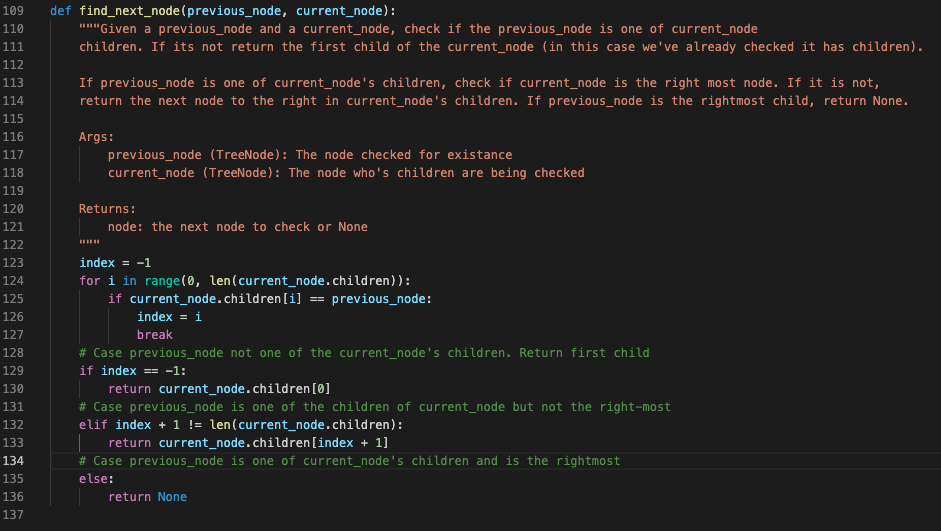 109 def find_next_node(previous_node, current_node):
110 """Given a previous_node and a current_node, check if the previous_node is one of current_node
111 children. If its not return the first child of the current_node (in this case we've already checked it has children).
112
113 If previous_node is one of current_node's children, check if current_node is the right most node. If it is not,
114 return the next node to the right in current_node's children. If previous_node is the rightmost child, return None.
115
116 Args:
117 previous_node (TreeNode): The node checked for existance
118 current_node (TreeNode): The node who's children are being checked
119
120 Returns:
121 node: the next node to check or None
122 """
123 index = -1
124 for i in range(0, len(current_node.children)):
125 if current_node.children[i] == previous_node:
126 index = i
127 break
128 # Case previous_node not one of the current_node's children. Return first child
129 if index == -1:
130 return current_node.children[0]
131 # Case previous_node is one of the children of current_node but not the right-most
132 elif index + 1 != len(current_node.children):
133 return current_node.children[index + 1]
134 # Case previous_node is one of current_node's children and is the rightmost
135 else:
136 return None
137